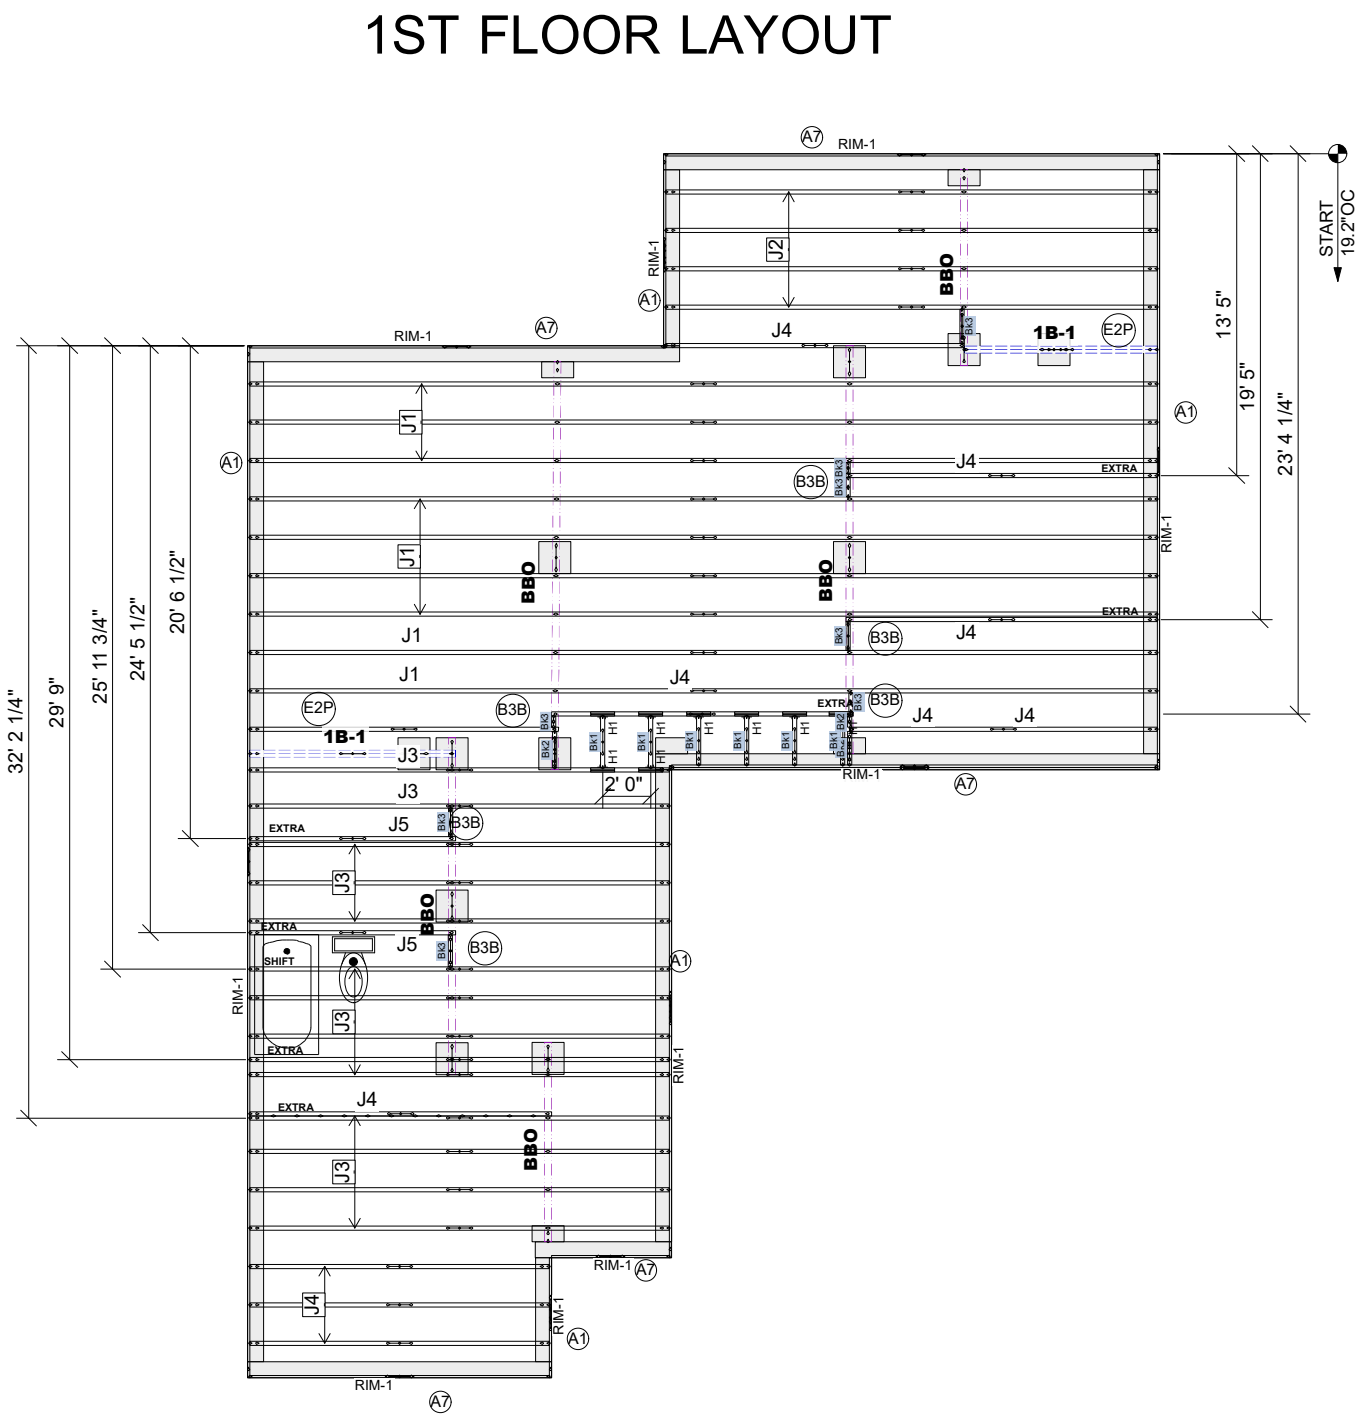 1ST FLOOR LAYOUT
A7
RIM-1
START
19.2"OC
J2
RIM-1
BBO
A1
13' 5"
Bk3
1B-1
E2P
J4
A7
RIM-1
19' 5"
23' 4 1/4"
J1
A1
A1
J4
EXTRA
Bk3
Bk3
B3B
RIM-1
J1
BBO
BBO
20' 6 1/2"
24' 5 1/2"
25' 11 3/4"
29' 9"
32' 2 1/4"
EXTRA
J1
Bk3
B3B
J4
J1
J4
E2P
B3B
EXTRA
Bk3
B3B
Bk3
H1
H1
H1
H1
H1
Bk2
H1
J4
J4
1B-1
J3
Bk2
Bk1
H1
Bk1
H1
Bk1
Bk1
Bk1
Bk1
RIM-1
A7
2' 0"
J3
EXTRA
J5
Bk3
B3B
J3
BBO
EXTRA
J5
Bk3
B3B
SHIFT
A1
RIM-1
J3
EXTRA
RIM-1
J4
EXTRA
BBO
J3
RIM-1
A7
J4
RIM-1
A1
RIM-1
A7